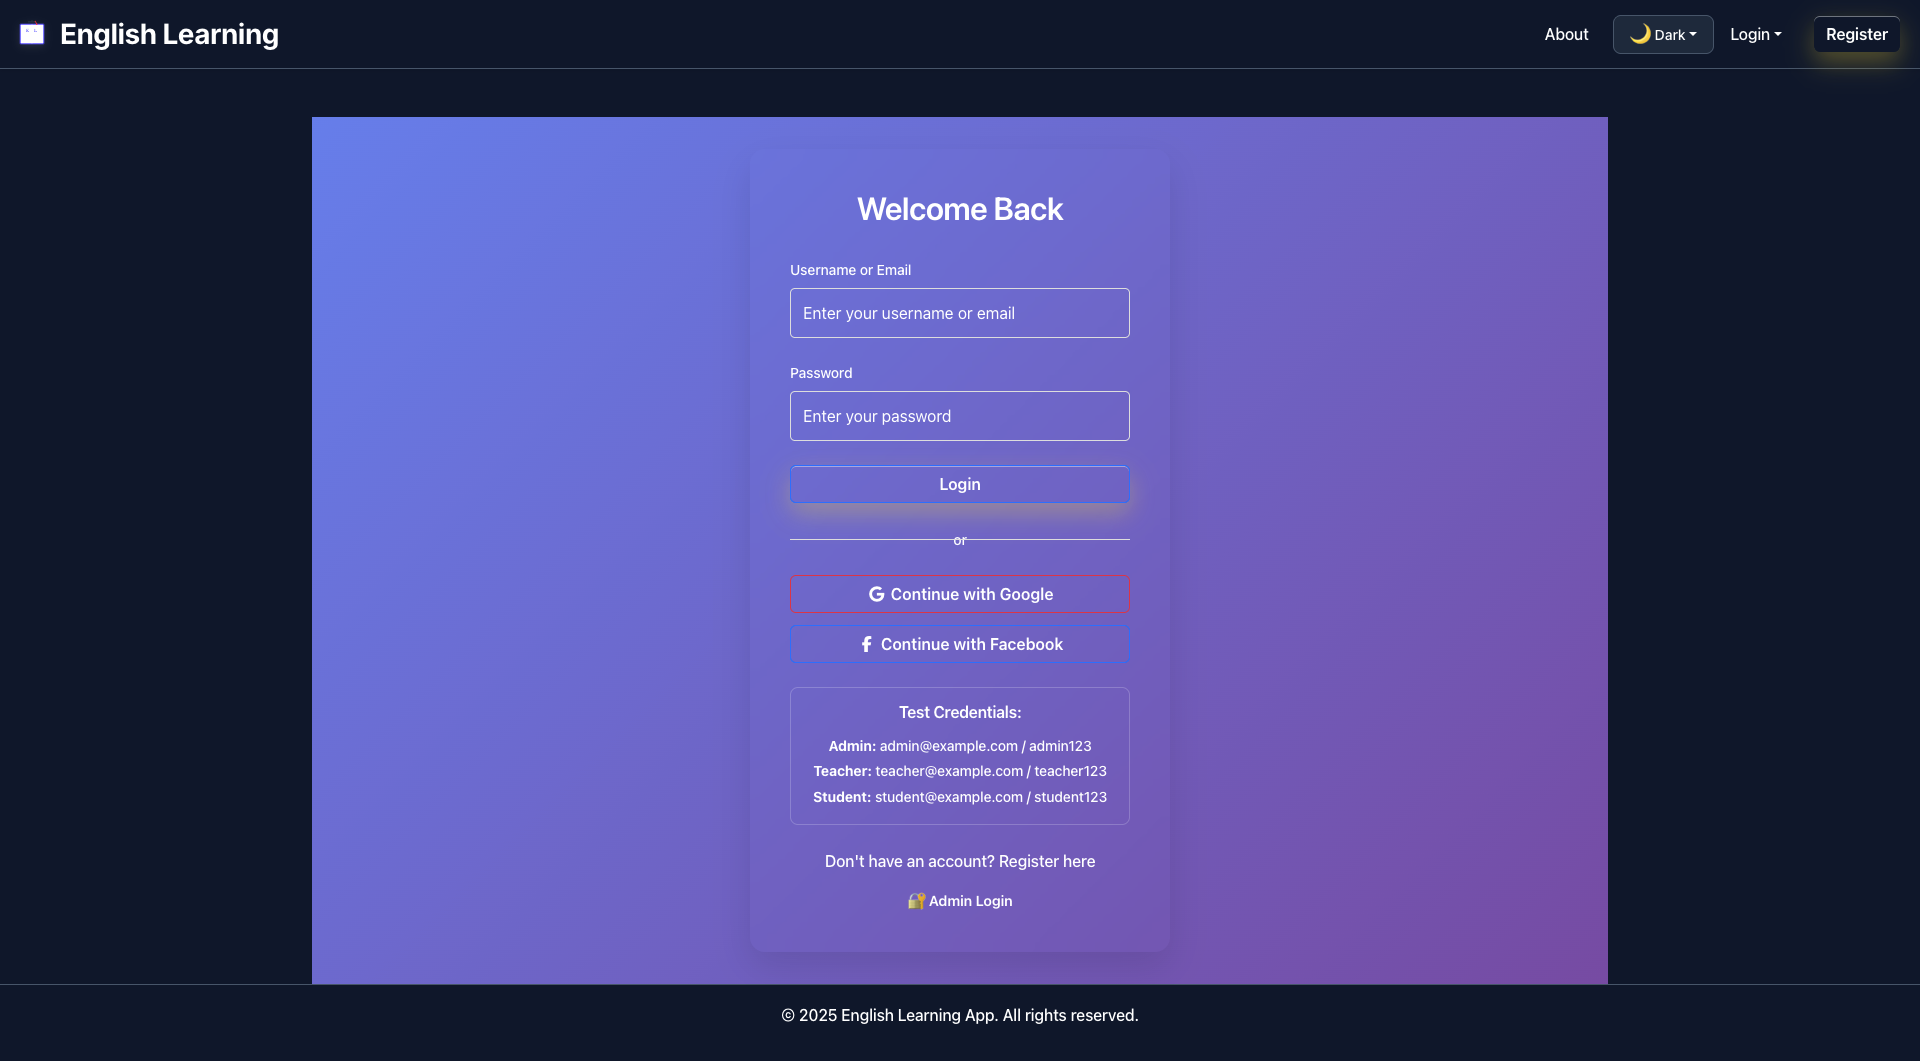 English Learning
About
🌙 Dark
Login
Register
Welcome Back
Username or Email
Enter your username or email
Password
Enter your password
Login
or
Continue with Google
Continue with Facebook
Test Credentials:
Admin: admin@example.com / admin123
Teacher: teacher@example.com / teacher123
Student: student@example.com / student123
Don't have an account? Register here
🔐 Admin Login
© 2025 English Learning App. All rights reserved.